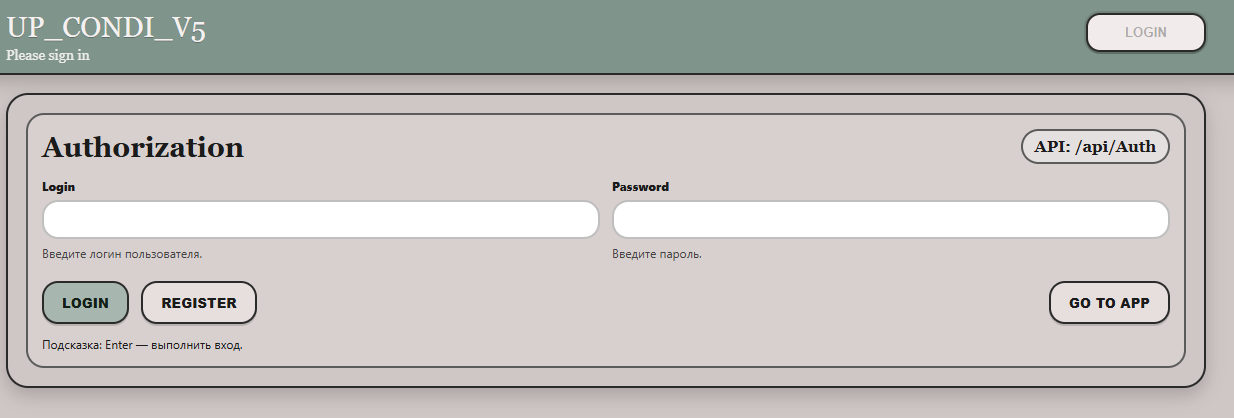 UP_CONDI_V5
Please sign in
LOGIN
Authorization
API: /api/Auth
Login
Password
Введите логин пользователя.
Введите пароль.
LOGIN
REGISTER
GO TO APP
Подсказка: Enter — выполнить вход.